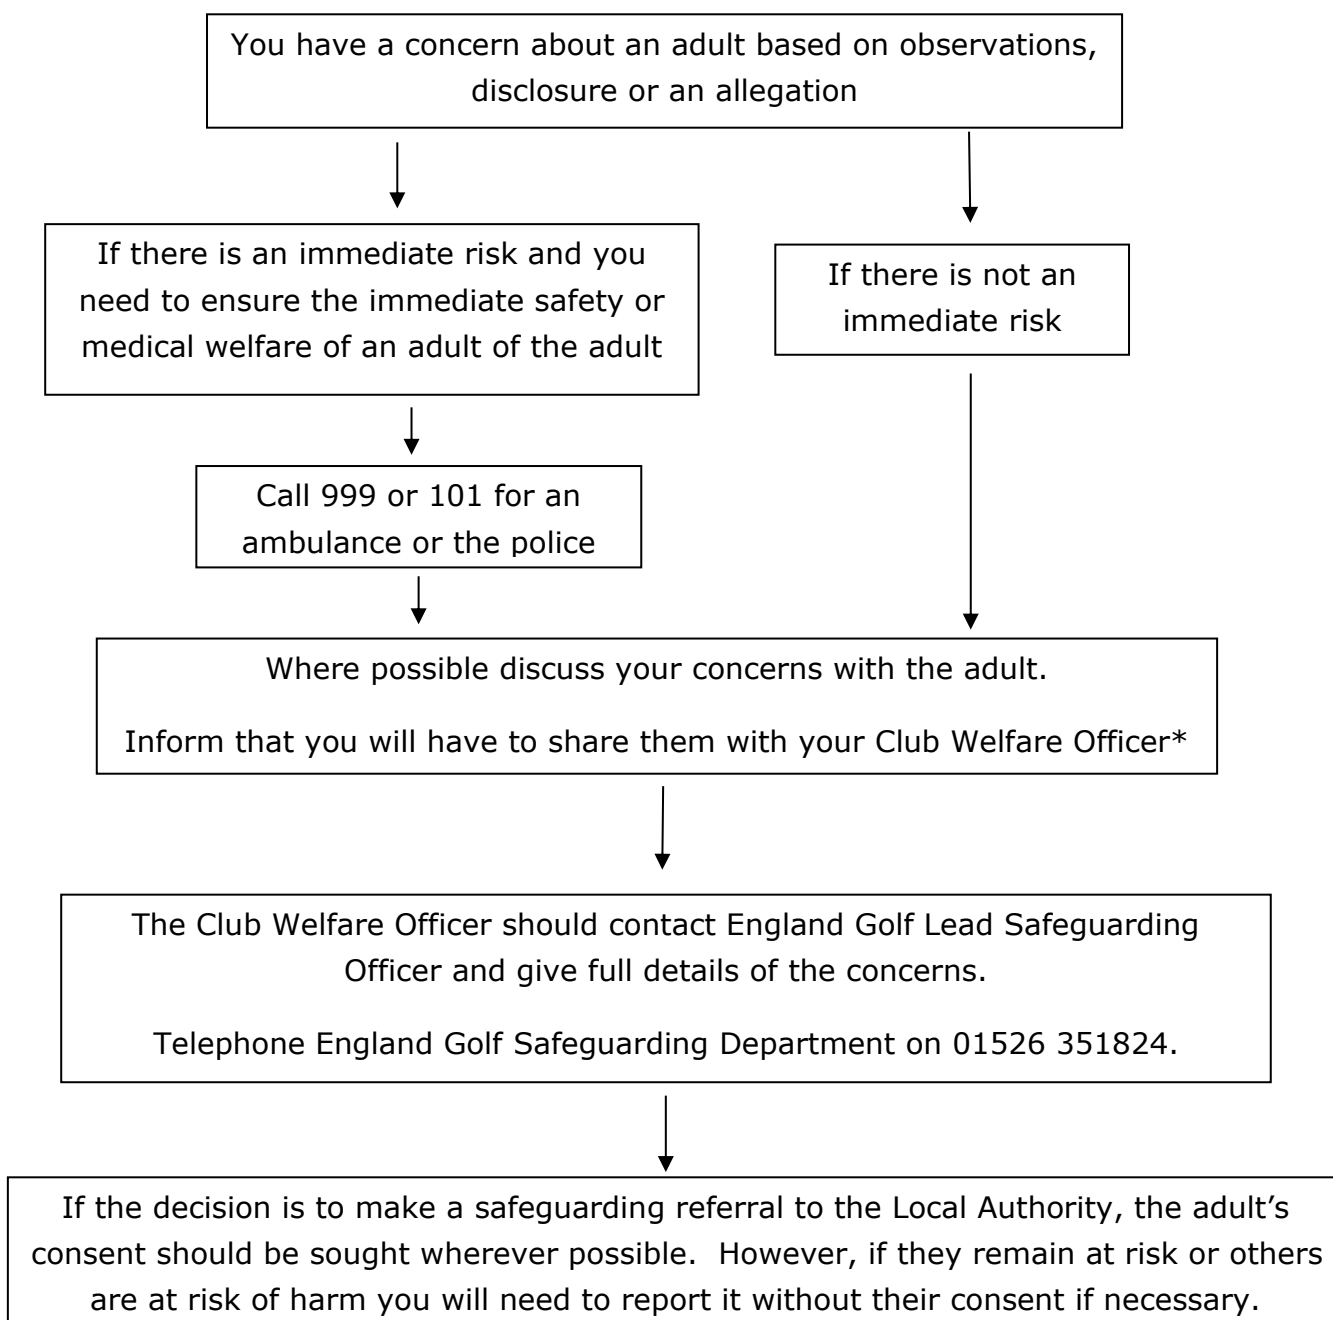 You have a concern about an adult based on observations,
disclosure or an allegation
If there is an immediate risk and you
need to ensure the immediate safety or
medical welfare of an adult of the adult
If there is not an
immediate risk
Call 999 or 101 for an
ambulance or the police
Where possible discuss your concerns with the adult.
Inform that you will have to share them with your Club Welfare Officer*
The Club Welfare Officer should contact England Golf Lead Safeguarding
Officer and give full details of the concerns.
Telephone England Golf Safeguarding Department on 01526 351824.
If the decision is to make a safeguarding referral to the Local Authority, the adult’s
consent should be sought wherever possible.  However, if they remain at risk or others
are at risk of harm you will need to report it without their consent if necessary.